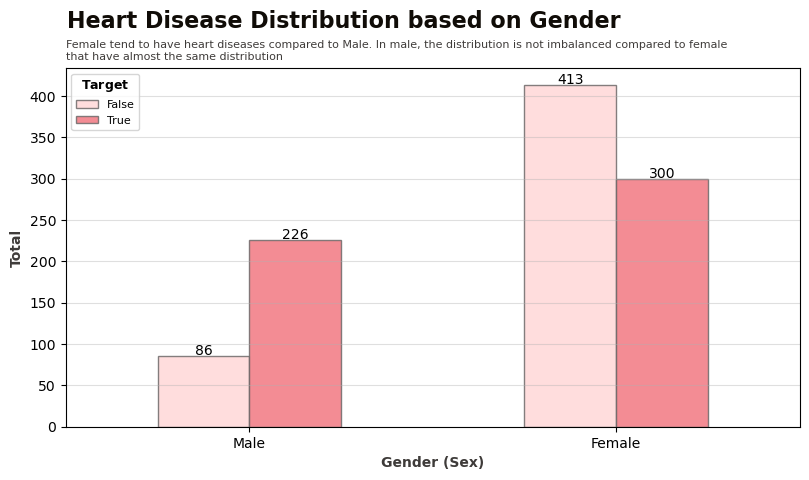 Heart Disease Distribution based on Gender
Female tend to have heart diseases compared to Male. In male, the distribution is not imbalanced compared to female
that have almost the same distribution
Target
False
True
413
300
226
86
400
350
300
250
200
150
100
50
0
Total
Male
Female
Gender (Sex)